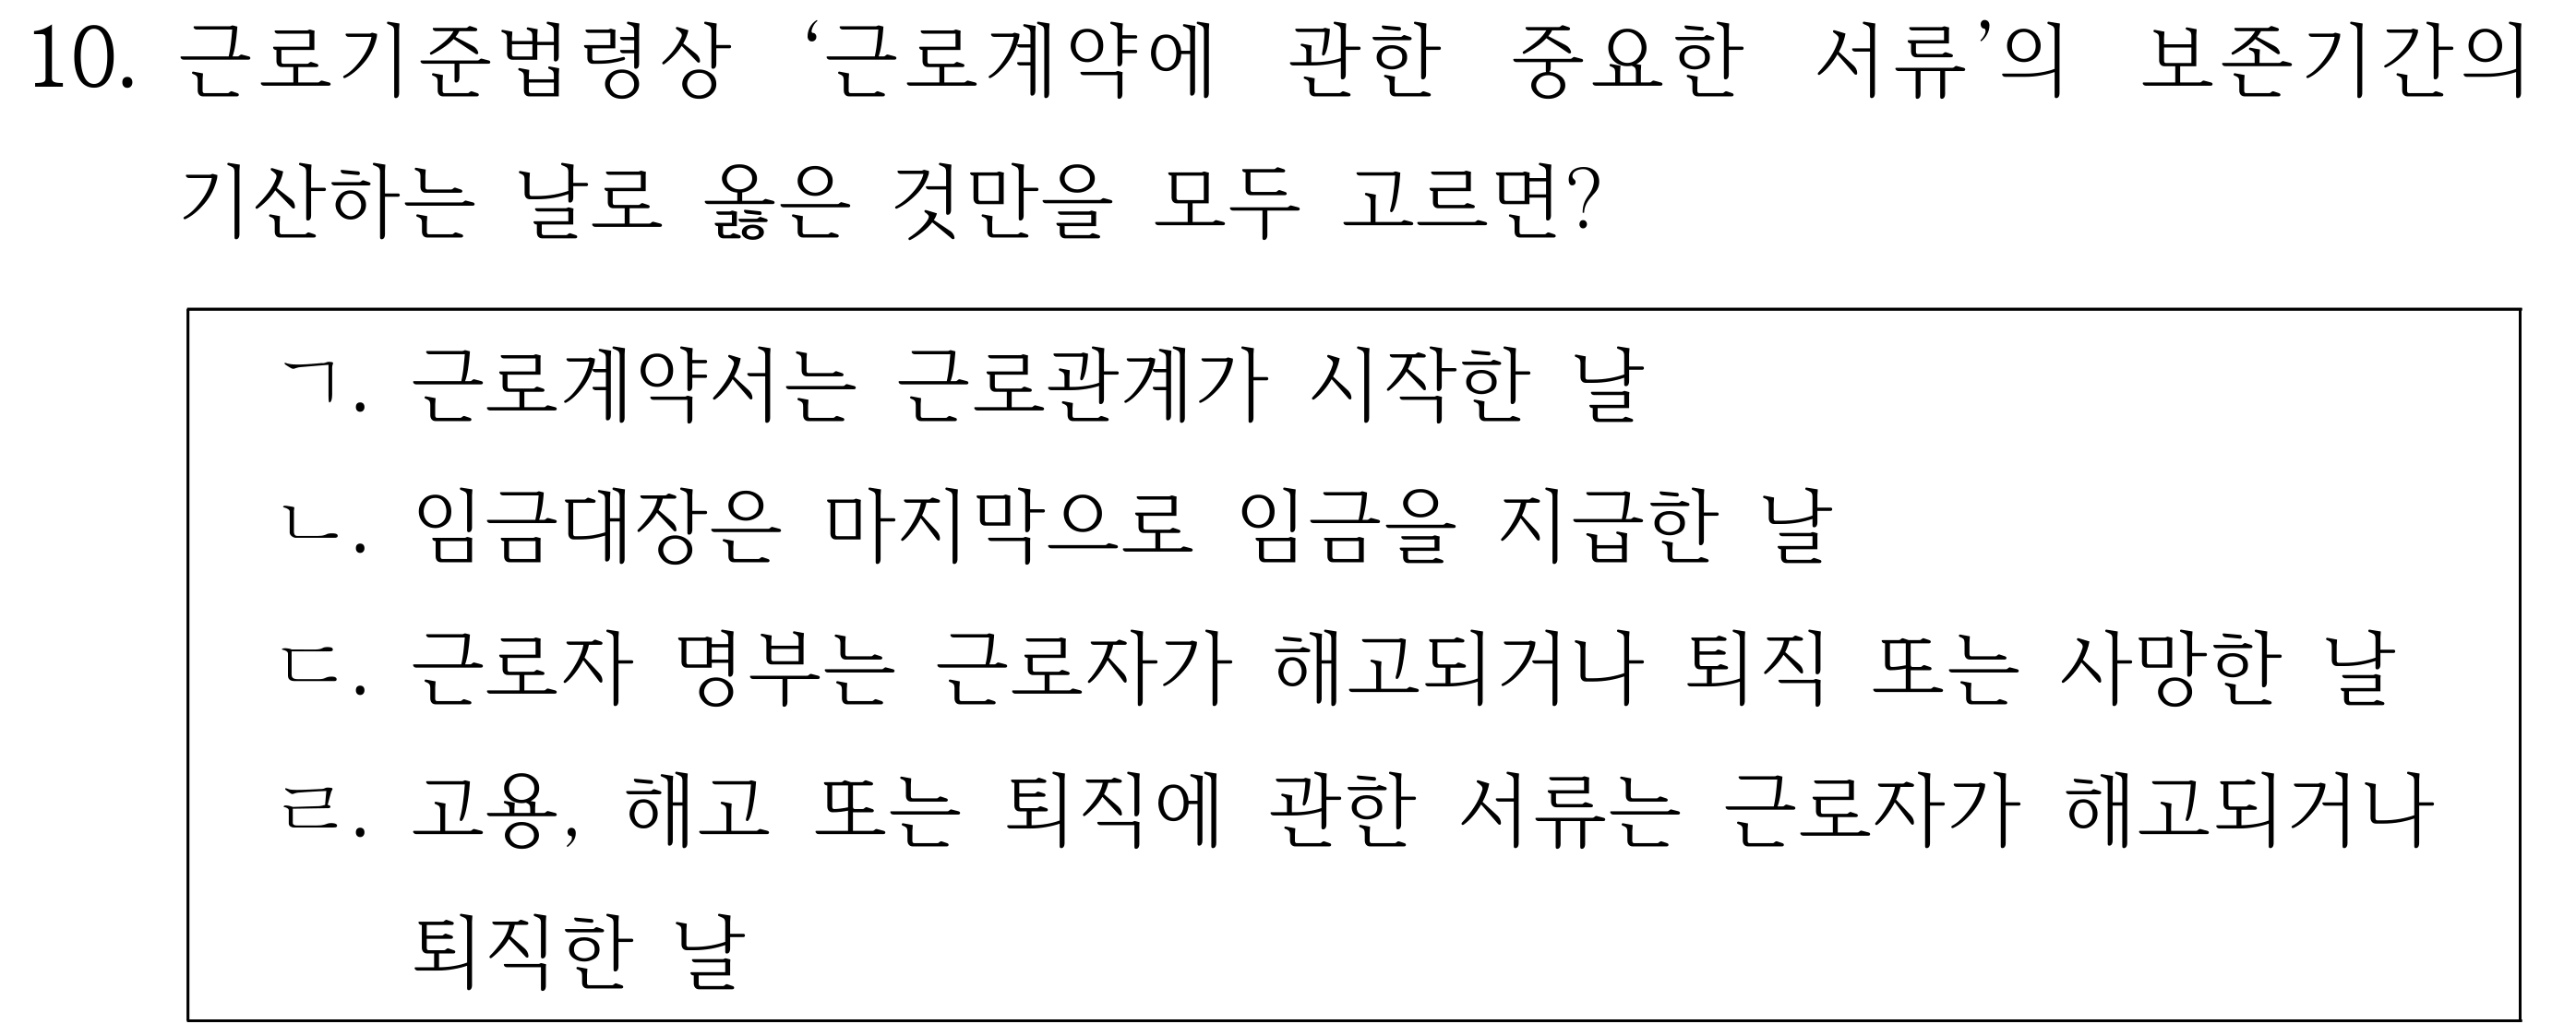 10. 근로기준법령상 ‘근로계약에 관한 중요한 서류’의 보존기간의
기산하는 날로 옳은 것만을 모두 고르면?
ㄱ. 근로계약서는 근로관계가 시작한 날
ㄴ. 임금대장은 마지막으로 임금을 지급한 날
ㄷ. 근로자 명부는 근로자가 해고되거나 퇴직 또는 사망한 날
ㄹ. 고용, 해고 또는 퇴직에 관한 서류는 근로자가 해고되거나
퇴직한 날